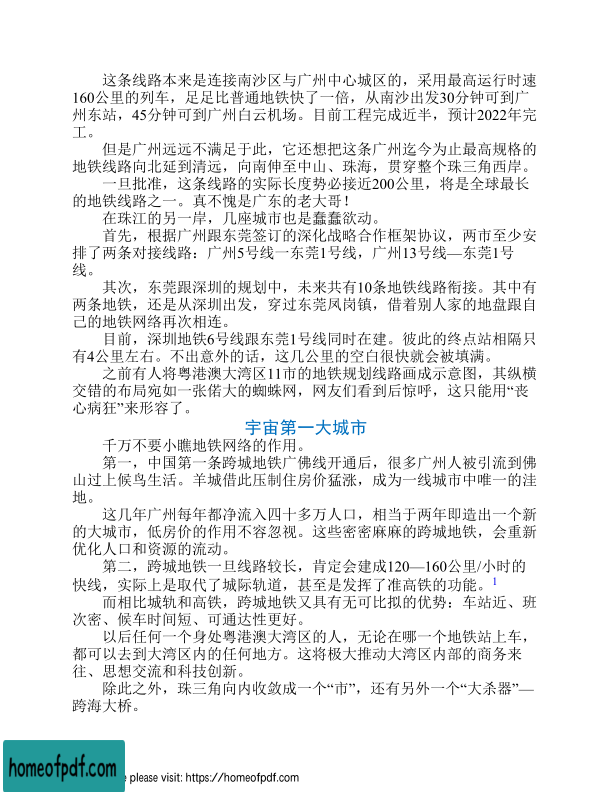 这条线路本来是连接南沙区与广州中心城区的，采用最高运行时速
160公里的列车，足足比普通地铁快了一倍，从南沙出发30分钟可到广
州东站，45分钟可到广州白云机场。目前工程完成近半，预计2022年完
工。
但是广州远远不满足于此，它还想把这条广州迄今为止最高规格的
地铁线路向北延到清远，向南伸至中山、珠海，贯穿整个珠三角西岸。
一旦批准，这条线路的实际长度势必接近200公里，将是全球最长
的地铁线路之一。真不愧是广东的老大哥！
在珠江的另一岸，几座城市也是蠢蠢欲动。
首先，根据广州跟东莞签订的深化战略合作框架协议，两市至少安
排了两条对接线路：广州5号线一东莞1号线，广州13号线—东莞1号
线。
其次，东莞跟深圳的规划中，未来共有10条地铁线路衔接。其中有
两条地铁，还是从深圳出发，穿过东莞凤岗镇，借着别人家的地盘跟自
己的地铁网络再次相连。
目前，深圳地铁6号线跟东莞1号线同时在建。彼此的终点站相隔只
有4公里左右。不出意外的话，这几公里的空白很快就会被填满。
之前有人将粤港澳大湾区11市的地铁规划线路画成示意图，其纵横
交错的布局宛如一张偌大的蜘蛛网，网友们看到后惊呼，这只能用“丧
心病狂”来形容了。
宇宙第一大城市
千万不要小瞧地铁网络的作用。
第一，中国第一条跨城地铁广佛线开通后，很多广州人被引流到佛
山过上候鸟生活。羊城借此压制住房价猛涨，成为一线城市中唯一的洼
地。
这几年广州每年都净流入四十多万人口，相当于两年即造出一个新
的大城市，低房价的作用不容忽视。这些密密麻麻的跨城地铁，会重新
优化人口和资源的流动。
第二，跨城地铁一旦线路较长，肯定会建成120—160公里/小时的
快线，实际上是取代了城际轨道，甚至是发挥了准高铁的功能。1
而相比城轨和高铁，跨城地铁又具有无可比拟的优势：车站近、班
次密、候车时间短、可通达性更好。
以后任何一个身处粤港澳大湾区的人，无论在哪一个地铁站上车，
都可以去到大湾区内的任何地方。这将极大推动大湾区内部的商务来
往、思想交流和科技创新。
除此之外，珠三角向内收敛成一个“市”，还有另外一个“大杀器”—
跨海大桥。
homeofpdf.com
e please visit: https://homeofpdf.com